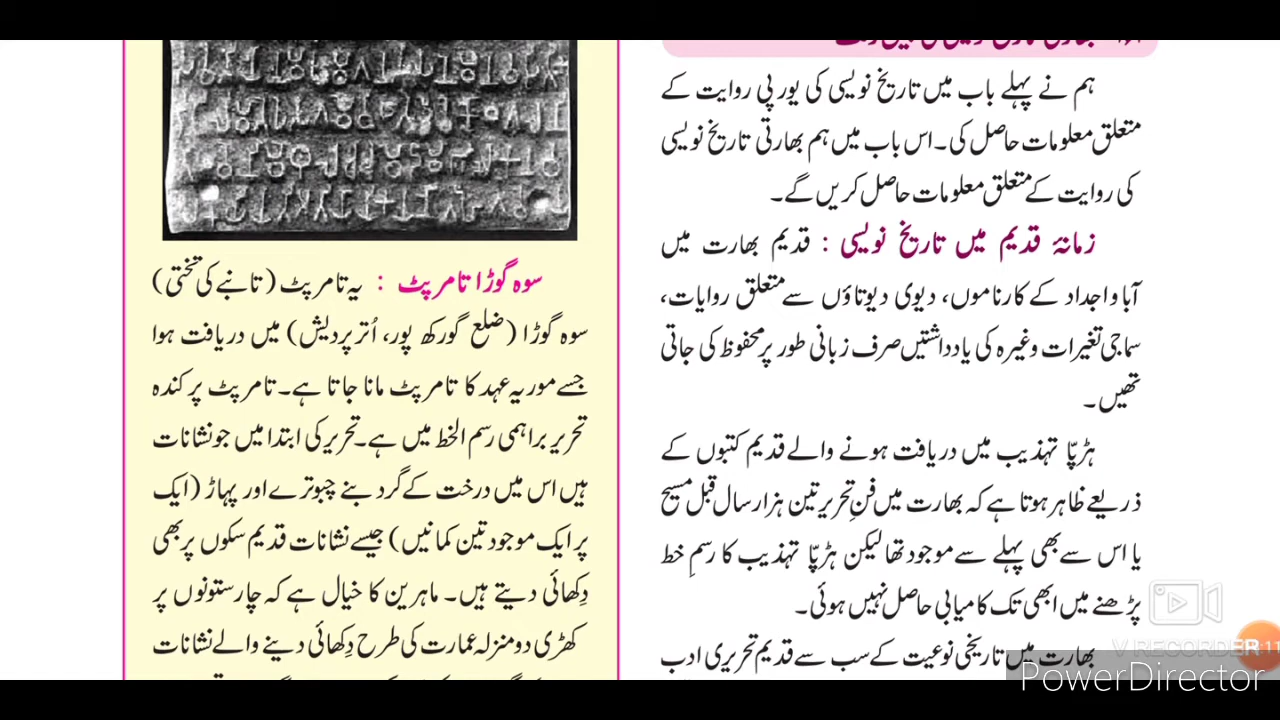 ہم نے پہلے باب میں تاریخ نویسی کی یورپی روایت کے
متعلق معلومات حاصل کی۔ اس باب میں ہم بھارتی تاریخ نویسی
کی روایت کے متعلق معلومات حاصل کریں گے۔
زمانۂ قدیم میں تاریخ نویسی : قدیم بھارت میں
آبا و اجداد کے کارناموں، دیوی دیوتاؤں سے متعلق روایات،
سماجی تغیرات وغیرہ کی یادداشتیں صرف زبانی طور پر محفوظ کی جاتی
تھیں۔
ہڑپّا تہذیب میں دریافت ہونے والے قدیم کتبوں کے
ذریعے ظاہر ہوتا ہے کہ بھارت میں فنِ تحریر تین ہزار سال قبل مسیح
یا اس سے بھی پہلے سے موجود تھا لیکن ہڑپّا تہذیب کا رسمِ خط
پڑھنے میں ابھی تک کامیابی حاصل نہیں ہوئی۔
بھارت میں تاریخی نوعیت کے سب سے قدیم تحریری ادب
سوہ گوڑا تامرپٹ : یہ تامرپٹ (تانبے کی تختی)
سوہ گوڑا (ضلع گورکھ پور، اُتر پردیش) میں دریافت ہوا
جسے موریہ عہد کا تامرپٹ مانا جاتا ہے۔ تامرپٹ پر کندہ
تحریر براہمی رسم الخط میں ہے۔ تحریر کی ابتدا میں جو نشانات
ہیں اس میں درخت کے گرد بنے چبوترے اور پہاڑ (ایک
پر ایک موجود تین کمانیں) جیسے نشانات قدیم سکوں پر بھی
دِکھائی دیتے ہیں۔ ماہرین کا خیال ہے کہ چار ستونوں پر
کھڑی دو منزلہ عمارت کی طرح دِکھائی دینے والے نشانات
V RECORDER
PowerDirector